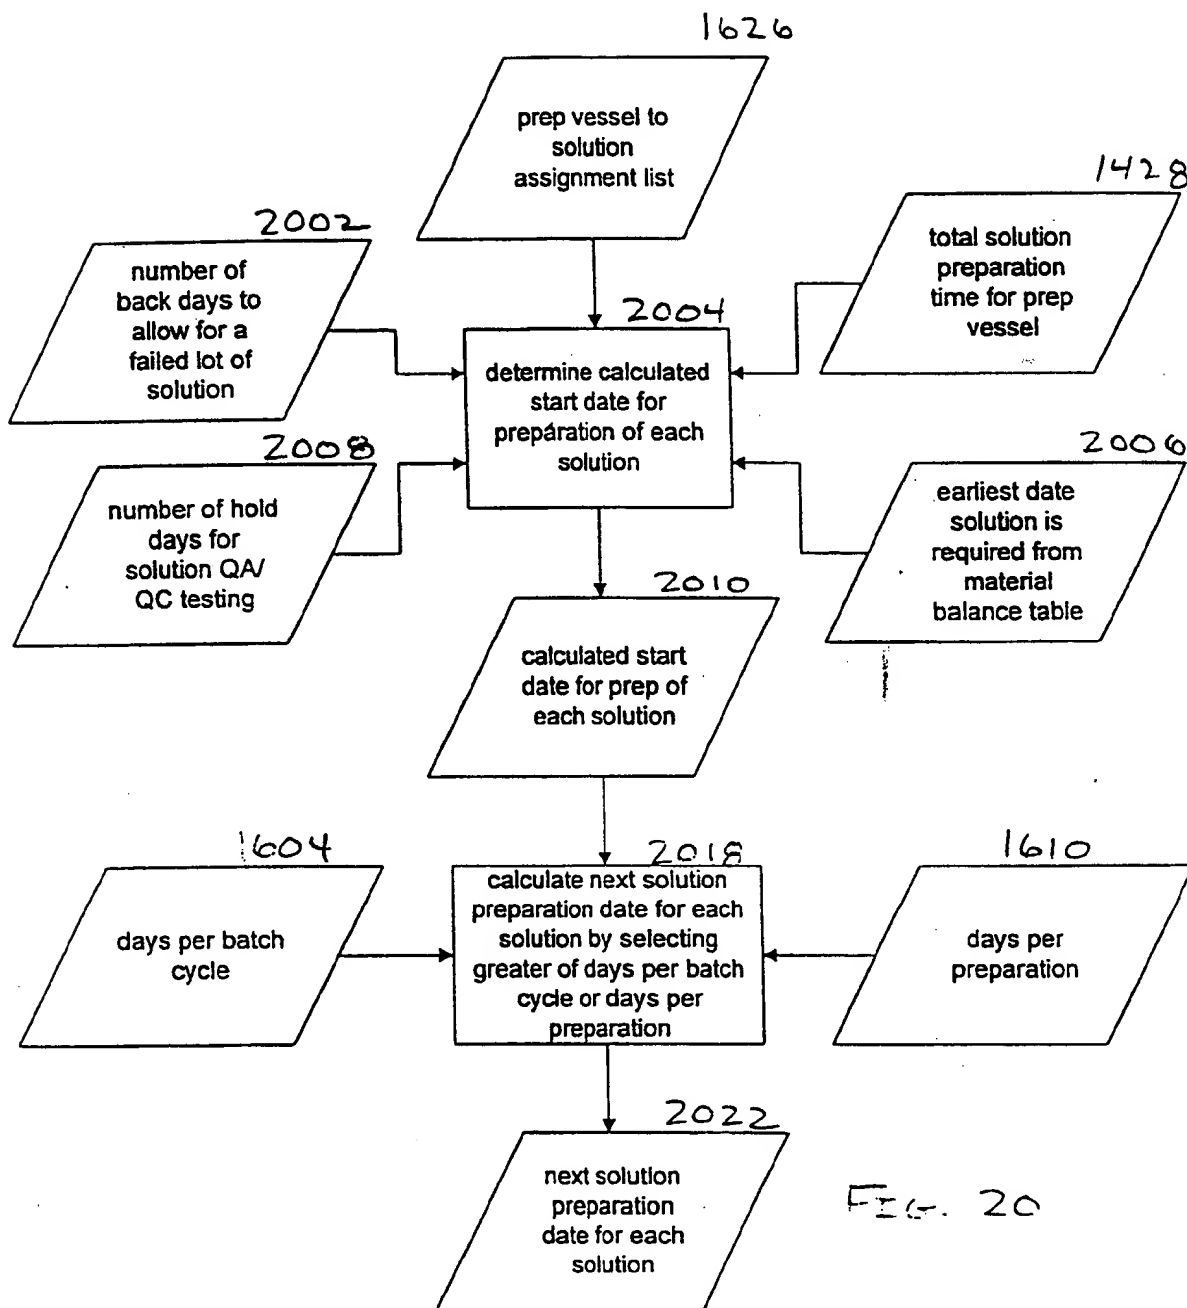 1626
prep vessel to
solution
assignment list
1428
total solution
preparation
time for prep
vessel
2002
number of
back days to
allow for a
failed lot of
solution
2004
determine calculated
start date for
preparation of each
solution
2008
number of hold
days for
solution QA/
QC testing
2006
earliest date
solution is
required from
material
balance table
2010
calculated start
date for prep of
each solution
1604
days per batch
cycle
2018
calculate next solution
preparation date for each
solution by selecting
greater of days per batch
cycle or days per
preparation
1610
days per
preparation
2022
next solution
preparation
date for each
solution
FIG. 20